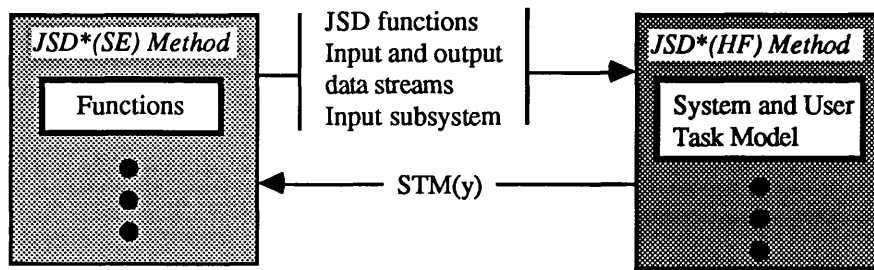 JSD*(SE) Method
Functions
JSD functions
Input and output
data streams
Input subsystem
STM(y)
JSD*(HF) Method
System and User
Task Model